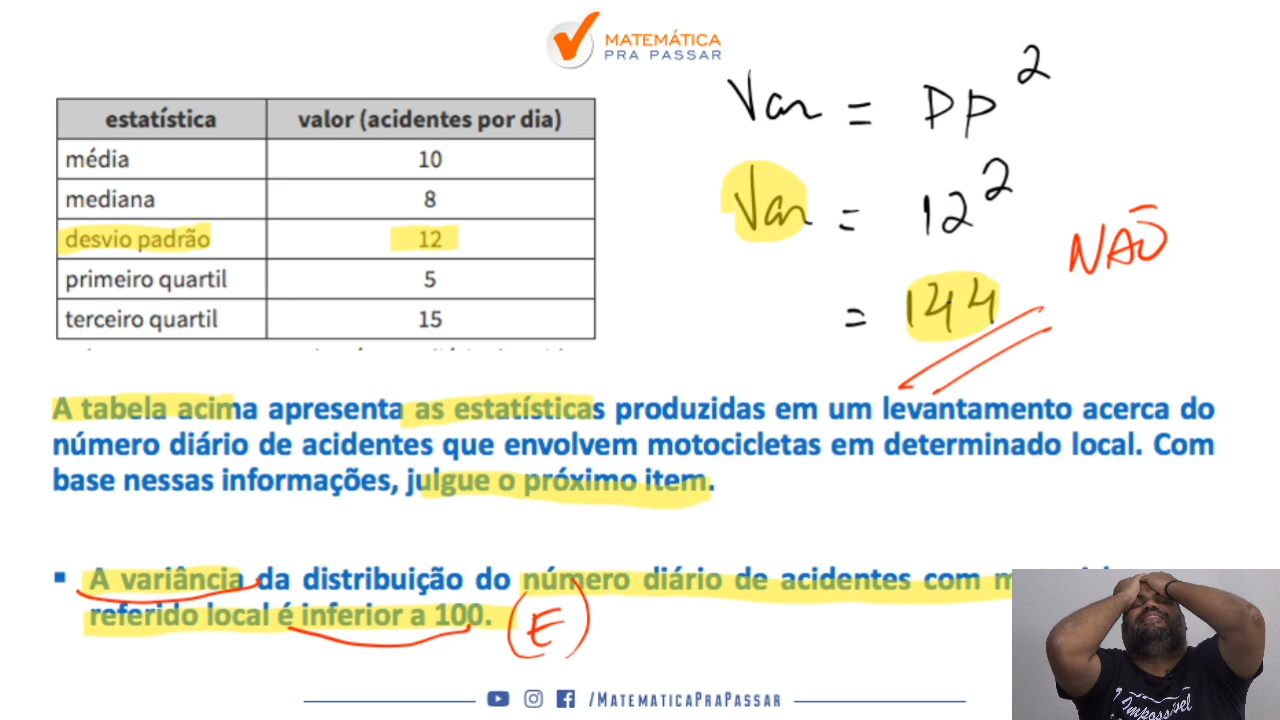 MATEMÁTICA
PRA PASSAR
estatística valor (acidentes por dia)
média 10
mediana 8
desvio padrão 12
primeiro quartil 5
terceiro quartil 15
Var = DP²
Var = 12²
= 144
NÃO
A tabela acima apresenta as estatísticas produzidas em um levantamento acerca do
número diário de acidentes que envolvem motocicletas em determinado local. Com
base nessas informações, julgue o próximo item.
▪ A variância da distribuição do número diário de acidentes com m
referido local é inferior a 100. (E)
/MATEMATICAPRAPASSAR
Impossível